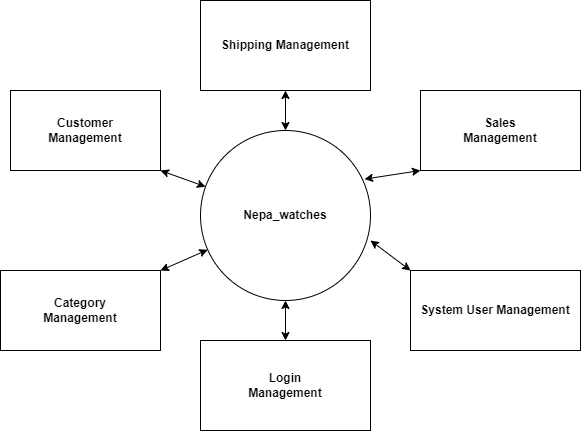 Shipping Management
Customer
Management
Sales
Management
Nepa_watches
Category
Management
System User Management
Login
Management